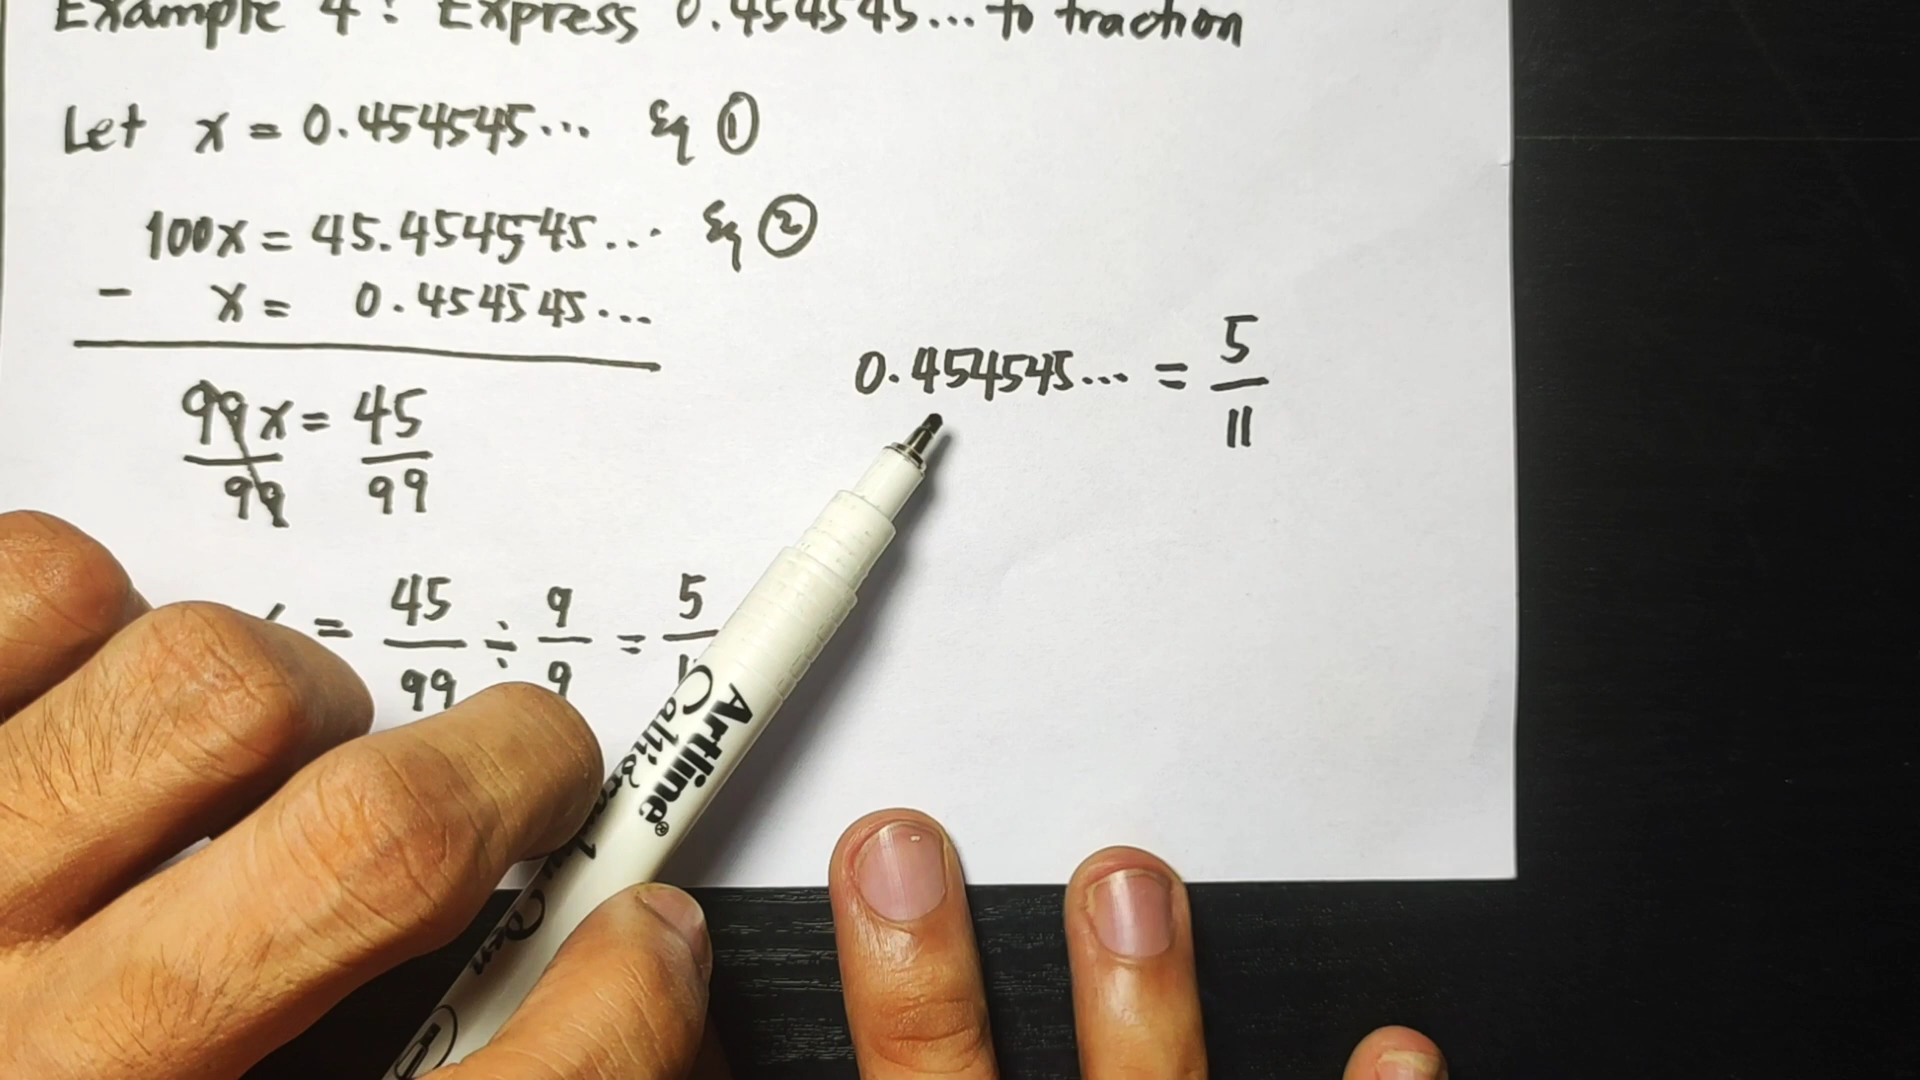 Example 4: Express 0.454545... to fraction
Let x = 0.454545... Eq ①
100x = 45.454545... Eq ②
- x = 0.454545...
99x = 45
99 99
0.454545... = 5/11
= 45/99 ÷ 9/9 = 5/
Artline®
Calligraphy Pen